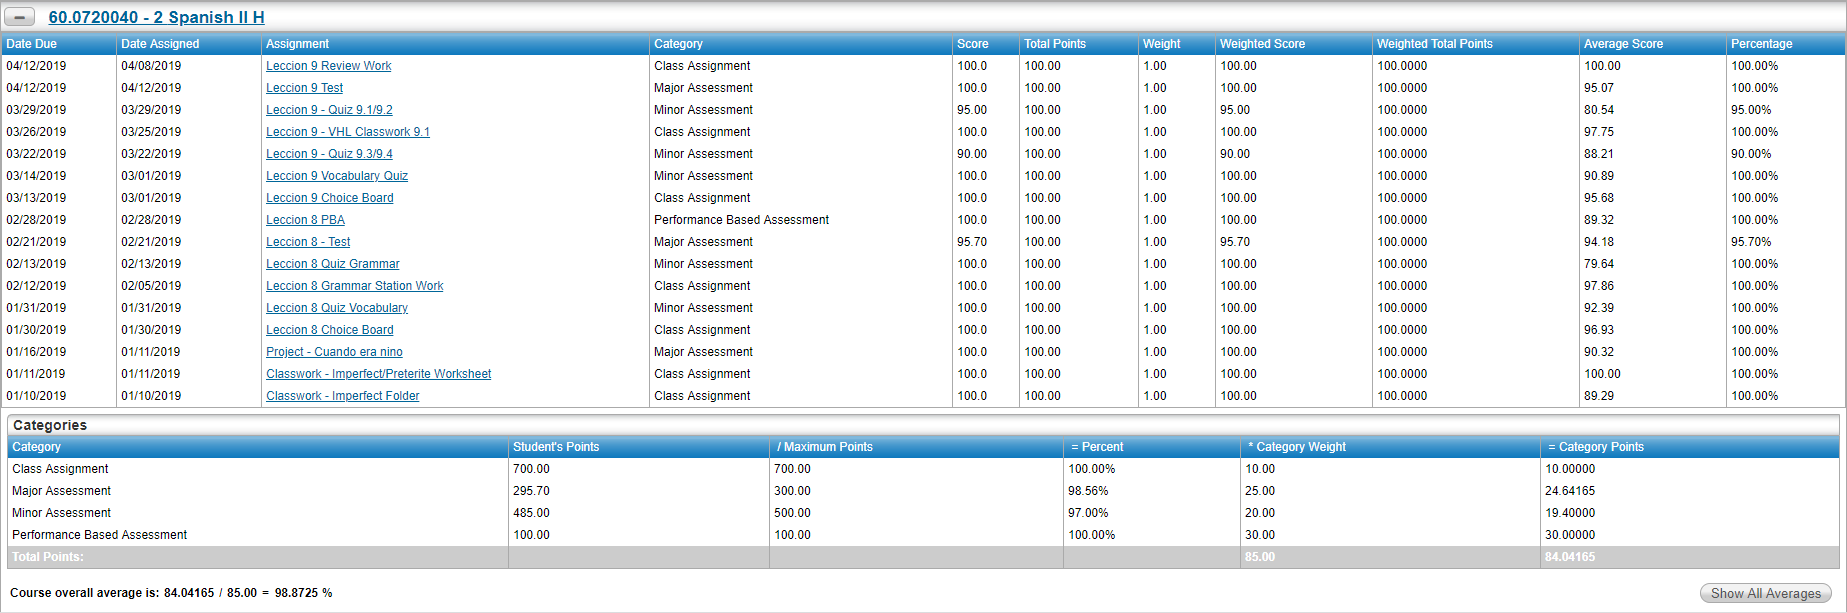 60.0720040 - 2 Spanish II H
Date Due Date Assigned Assignment Category Score Total Points Weight Weighted Score Weighted Total Points Average Score Percentage
04/12/2019 04/08/2019 Leccion 9 Review Work Class Assignment 100.0 100.00 1.00 100.00 100.0000 100.00 100.00%
04/12/2019 04/12/2019 Leccion 9 Test Major Assessment 100.0 100.00 1.00 100.00 100.0000 95.07 100.00%
03/29/2019 03/29/2019 Leccion 9 - Quiz 9.1/9.2 Minor Assessment 95.00 100.00 1.00 95.00 100.0000 80.54 95.00%
03/26/2019 03/25/2019 Leccion 9 - VHL Classwork 9.1 Class Assignment 100.0 100.00 1.00 100.00 100.0000 97.75 100.00%
03/22/2019 03/22/2019 Leccion 9 - Quiz 9.3/9.4 Minor Assessment 90.00 100.00 1.00 90.00 100.0000 88.21 90.00%
03/14/2019 03/01/2019 Leccion 9 Vocabulary Quiz Minor Assessment 100.0 100.00 1.00 100.00 100.0000 90.89 100.00%
03/13/2019 03/01/2019 Leccion 9 Choice Board Class Assignment 100.0 100.00 1.00 100.00 100.0000 95.68 100.00%
02/28/2019 02/28/2019 Leccion 8 PBA Performance Based Assessment 100.0 100.00 1.00 100.00 100.0000 89.32 100.00%
02/21/2019 02/21/2019 Leccion 8 - Test Major Assessment 95.70 100.00 1.00 95.70 100.0000 94.18 95.70%
02/13/2019 02/13/2019 Leccion 8 Quiz Grammar Minor Assessment 100.0 100.00 1.00 100.00 100.0000 79.64 100.00%
02/12/2019 02/05/2019 Leccion 8 Grammar Station Work Class Assignment 100.0 100.00 1.00 100.00 100.0000 97.86 100.00%
01/31/2019 01/31/2019 Leccion 8 Quiz Vocabulary Minor Assessment 100.0 100.00 1.00 100.00 100.0000 92.39 100.00%
01/30/2019 01/30/2019 Leccion 8 Choice Board Class Assignment 100.0 100.00 1.00 100.00 100.0000 96.93 100.00%
01/16/2019 01/11/2019 Project - Cuando era nino Major Assessment 100.0 100.00 1.00 100.00 100.0000 90.32 100.00%
01/11/2019 01/11/2019 Classwork - Imperfect/Preterite Worksheet Class Assignment 100.0 100.00 1.00 100.00 100.0000 100.00 100.00%
01/10/2019 01/10/2019 Classwork - Imperfect Folder Class Assignment 100.0 100.00 1.00 100.00 100.0000 89.29 100.00%
Categories
Category Student's Points / Maximum Points = Percent * Category Weight = Category Points
Class Assignment 700.00 700.00 100.00% 10.00 10.00000
Major Assessment 295.70 300.00 98.56% 25.00 24.64165
Minor Assessment 485.00 500.00 97.00% 20.00 19.40000
Performance Based Assessment 100.00 100.00 100.00% 30.00 30.00000
Total Points: 85.00 84.04165
Course overall average is: 84.04165 / 85.00 = 98.8725 %
Show All Averages